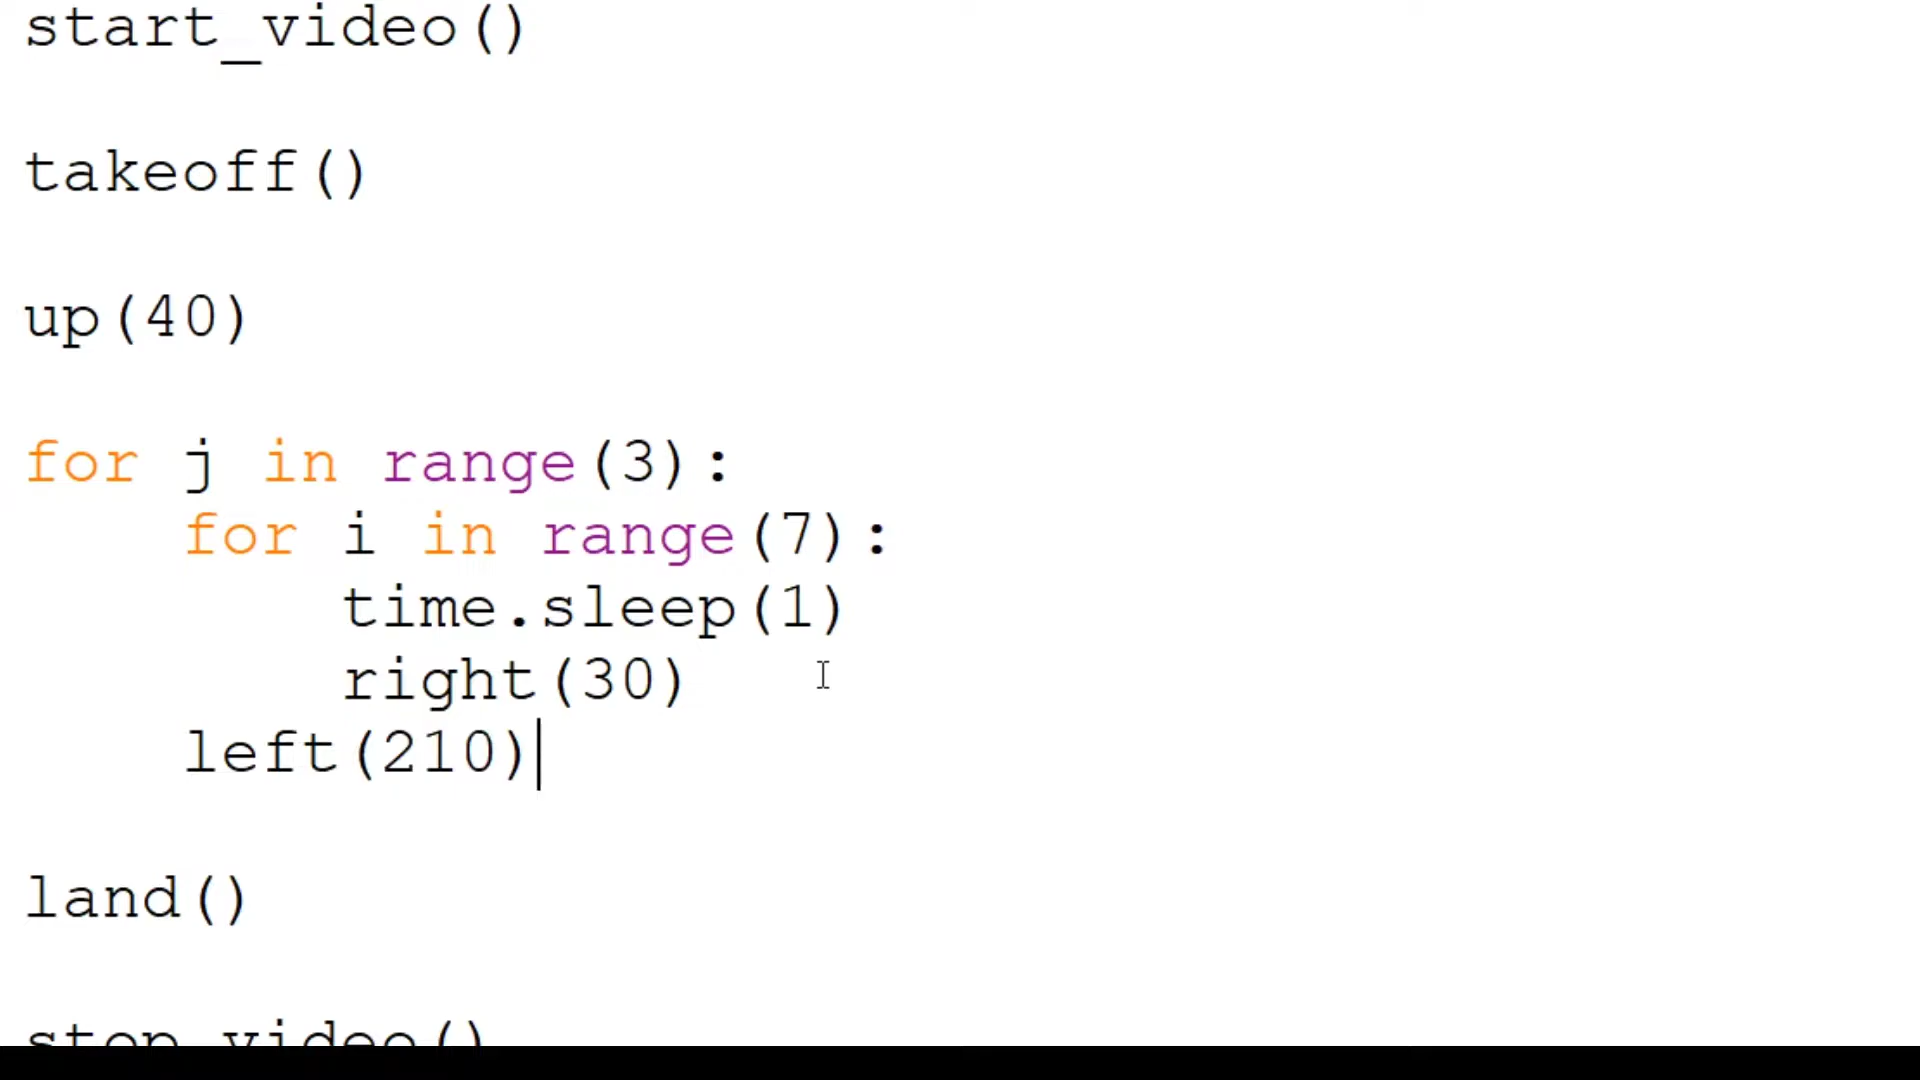 start_video()
takeoff()
up(40)
for j in range(3):
    for i in range(7):
        time.sleep(1)
        right(30)
    left(210)
land()
stop_video()